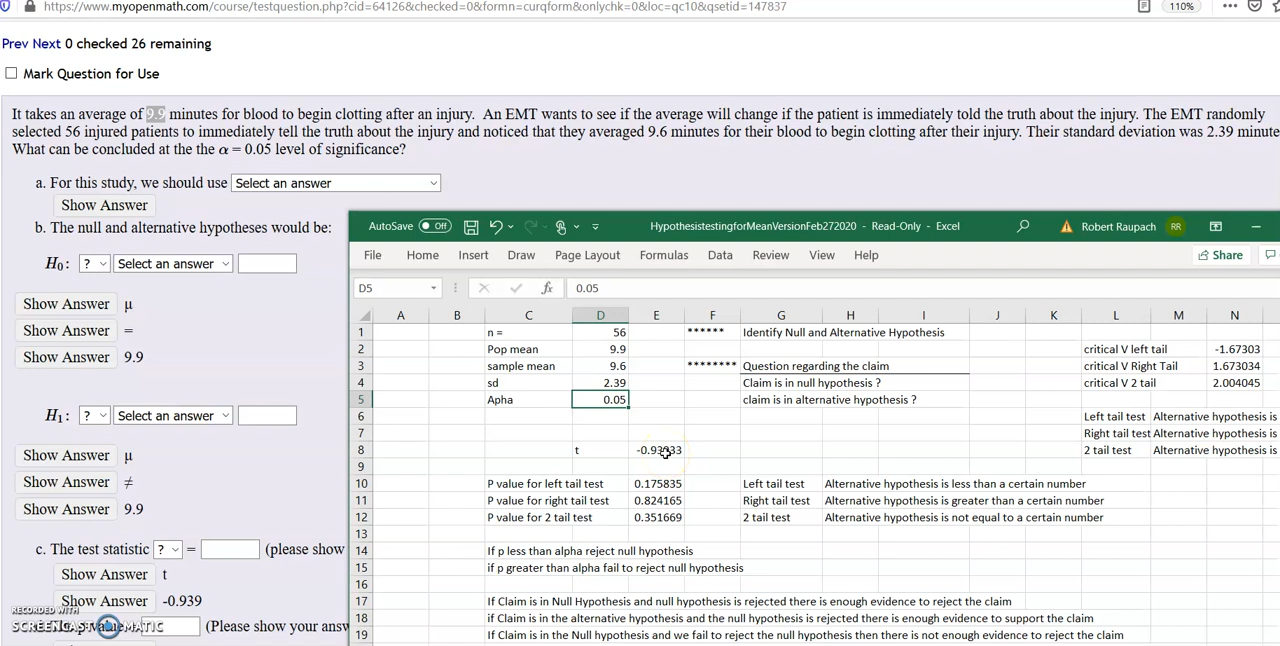 https://www.myopenmath.com/course/testquestion.php?cid=64126&checked=0&formn=curqform&onlychk=0&loc=qc10&qsetid=147837
110%
Prev Next 0 checked 26 remaining
Mark Question for Use
It takes an average of 9.9 minutes for blood to begin clotting after an injury. An EMT wants to see if the average will change if the patient is immediately told the truth about the injury. The EMT randomly
selected 56 injured patients to immediately tell the truth about the injury and noticed that they averaged 9.6 minutes for their blood to begin clotting after their injury. Their standard deviation was 2.39 minute
What can be concluded at the the α = 0.05 level of significance?
a. For this study, we should use Select an answer
Show Answer
b. The null and alternative hypotheses would be:
H0: ? Select an answer
Show Answer μ
Show Answer =
Show Answer 9.9
H1: ? Select an answer
Show Answer μ
Show Answer ≠
Show Answer 9.9
c. The test statistic ? = (please show
Show Answer t
Show Answer -0.939
(Please show your answ
RECORDED WITH
SCREENCAST MATIC
AutoSave Off HypothesistestingforMeanVersionFeb272020 - Read-Only - Excel Robert Raupach RR
File Home Insert Draw Page Layout Formulas Data Review View Help Share
D5 fx 0.05
A B C D E F G H I J K L M N
1 n = 56 ****** Identify Null and Alternative Hypothesis
2 Pop mean 9.9 critical V left tail -1.67303
3 sample mean 9.6 ******** Question regarding the claim critical V Right Tail 1.673034
4 sd 2.39 Claim is in null hypothesis ? critical V 2 tail 2.004045
5 Apha 0.05 claim is in alternative hypothesis ?
6 Left tail test Alternative hypothesis is
7 Right tail test Alternative hypothesis is
8 t -0.93933 2 tail test Alternative hypothesis is
9
10 P value for left tail test 0.175835 Left tail test Alternative hypothesis is less than a certain number
11 P value for right tail test 0.824165 Right tail test Alternative hypothesis is greater than a certain number
12 P value for 2 tail test 0.351669 2 tail test Alternative hypothesis is not equal to a certain number
13
14 If p less than alpha reject null hypothesis
15 if p greater than alpha fail to reject null hypothesis
16
17 If Claim is in Null Hypothesis and null hypothesis is rejected there is enough evidence to reject the claim
18 if Claim is in the alternative hypothesis and the null hypothesis is rejected there is enough evidence to support the claim
19 If Claim is in the Null hypothesis and we fail to reject the null hypothesis then there is not enough evidence to reject the claim